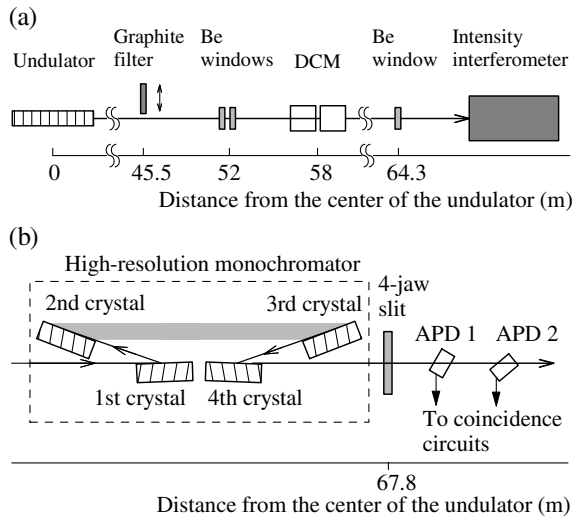 (a)
Graphite
Be
Be
Intensity
Undulator
filter
windows
DCM
window
interferometer
0
45.5
52
58
64.3
Distance from the center of the undulator (m)
(b)
High-resolution monochromator
4-jaw
slit
2nd crystal
3rd crystal
APD 1
APD 2
1st crystal
4th crystal
To coincidence
circuits
67.8
Distance from the center of the undulator (m)